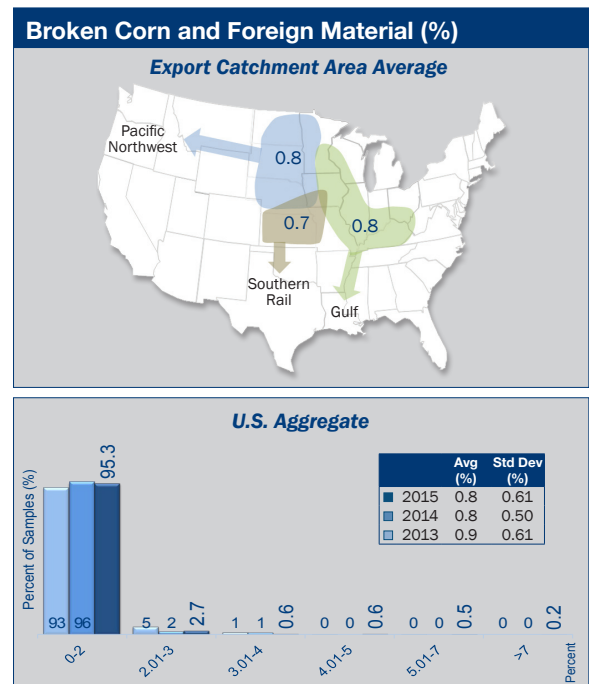 Broken Corn and Foreign Material (%)
Export Catchment Area Average
Pacific
Northwest
0.8
0.7
0.8
Southern
Rail
Gulf
U.S. Aggregate
Percent of Samples (%)
Avg Std Dev
(%) (%)
2015 0.8 0.61
2014 0.8 0.50
2013 0.9 0.61
93 96 95.3
5 2 2.7
1 1 0.6
0 0 0.6
0 0 0.5
0 0 0.2
0-2 2.01-3 3.01-4 4.01-5 5.01-7 >7
Percent